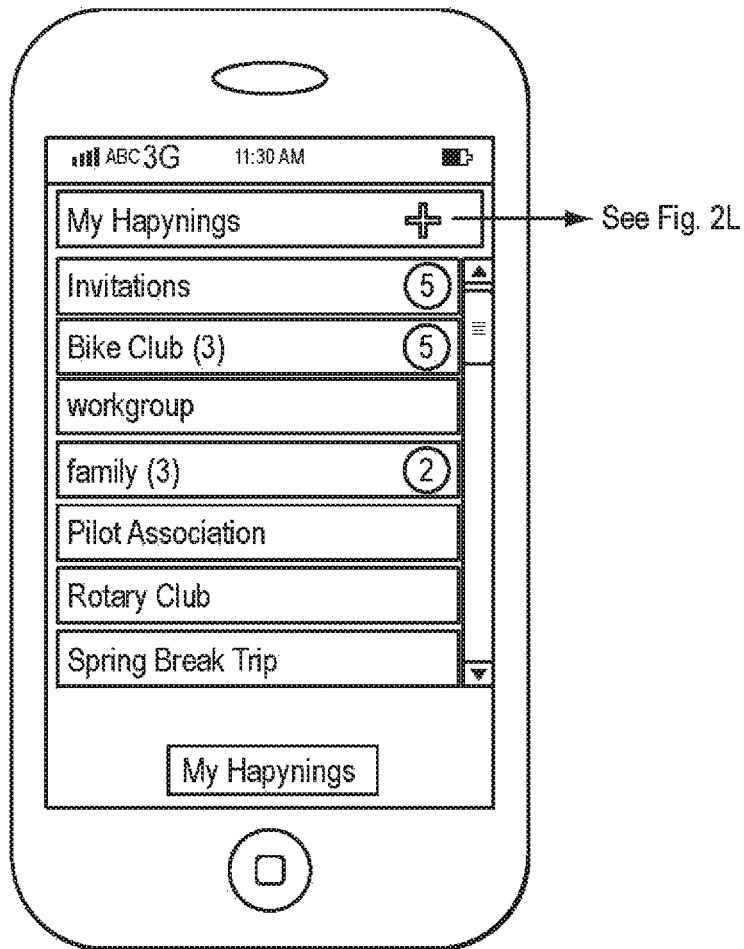 ABC 3G 11:30 AM
My Hapynings
See Fig. 2L
Invitations 5
Bike Club (3) 5
workgroup
family (3) 2
Pilot Association
Rotary Club
Spring Break Trip
My Hapynings